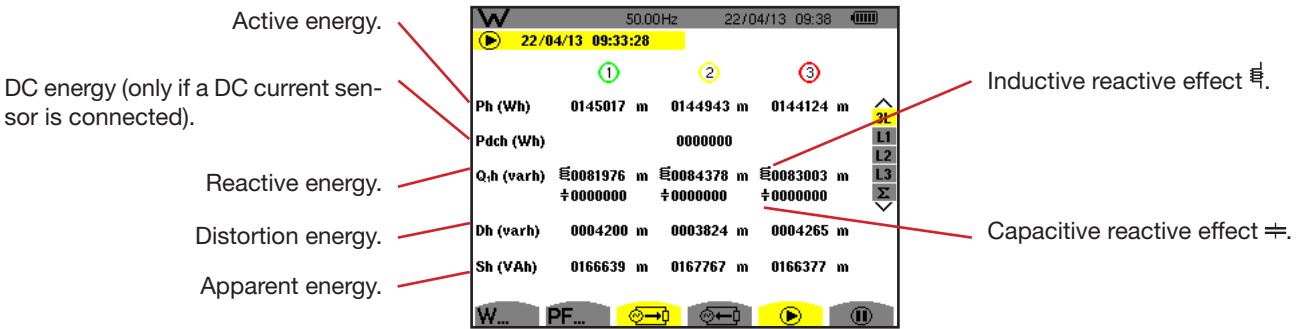 Active energy.
DC energy (only if a DC current sen-
sor is connected).
Reactive energy.
Distortion energy.
Apparent energy.
W 50.00Hz 22/04/13 09:38
22/04/13 09:33:28
1 2 3
Ph (Wh) 0145017 m 0144943 m 0144124 m
Pdch (Wh) 0000000
Q₁h (varh) 0081976 m 0084378 m 0083003 m
0000000 0000000 0000000
Dh (varh) 0004200 m 0003824 m 0004265 m
Sh (VAh) 0166639 m 0167767 m 0166377 m
3L
L1
L2
L3
Σ
W... PF...
Inductive reactive effect
Capacitive reactive effect